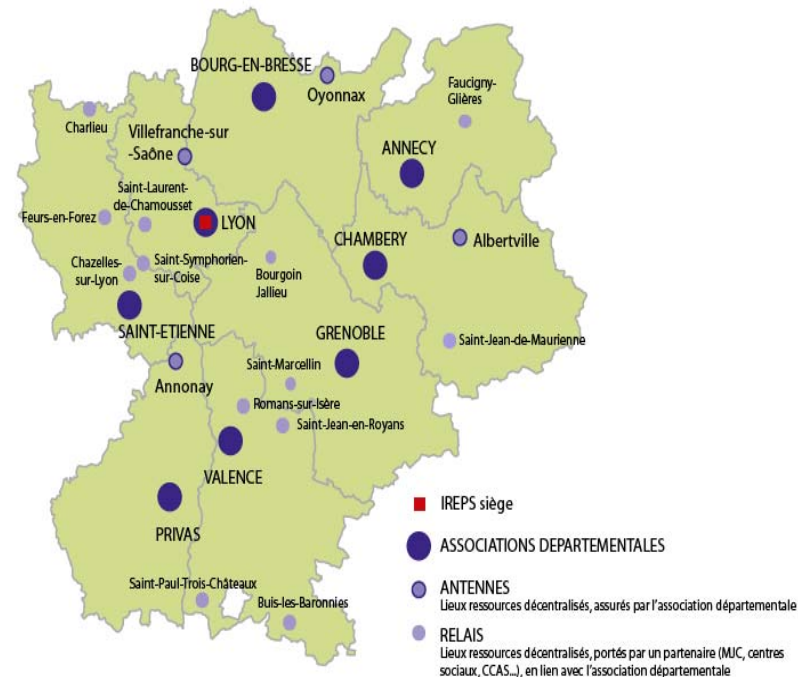 BOURG-EN-BRESSE
Oyonnax
Faucigny-
Glières
Charlieu
Villefranche-sur
-Saône
ANNECY
Saint-Laurent-
de-Chamousset
Feurs-en-Forez
LYON
CHAMBERY
Albertville
Chazelles-
sur-Lyon
Saint-Symphorien-
sur-Coise
Bourgoin
Jallieu
SAINT-ETIENNE
GRENOBLE
Saint-Jean-de-Maurienne
Annonay
Saint-Marcellin
Romans-sur-Isère
Saint-Jean-en-Royans
VALENCE
PRIVAS
Saint-Paul-Trois-Châteaux
Buis-les-Baronnies
IREPS siège
ASSOCIATIONS DEPARTEMENTALES
ANTENNES
Lieux ressources décentralisés, assurés par l'association départementale
RELAIS
Lieux ressources décentralisés, portés par un partenaire (MJC, centres
sociaux, CCAS...), en lien avec l'association départementale